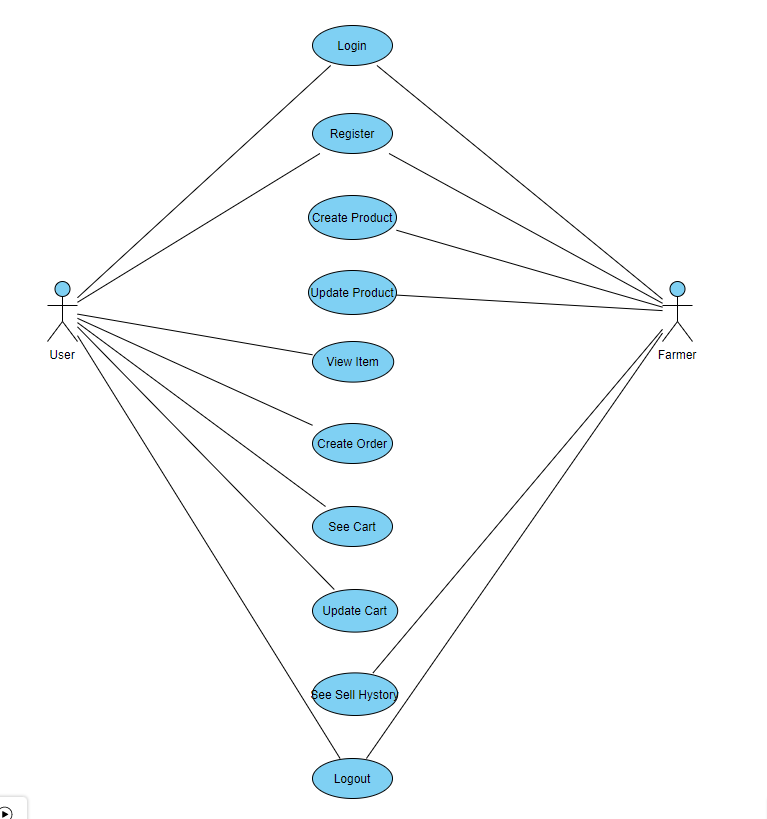 Login
Register
Create Product
Update Product
User
Farmer
View Item
Create Order
See Cart
Update Cart
See Sell Hystory
Logout